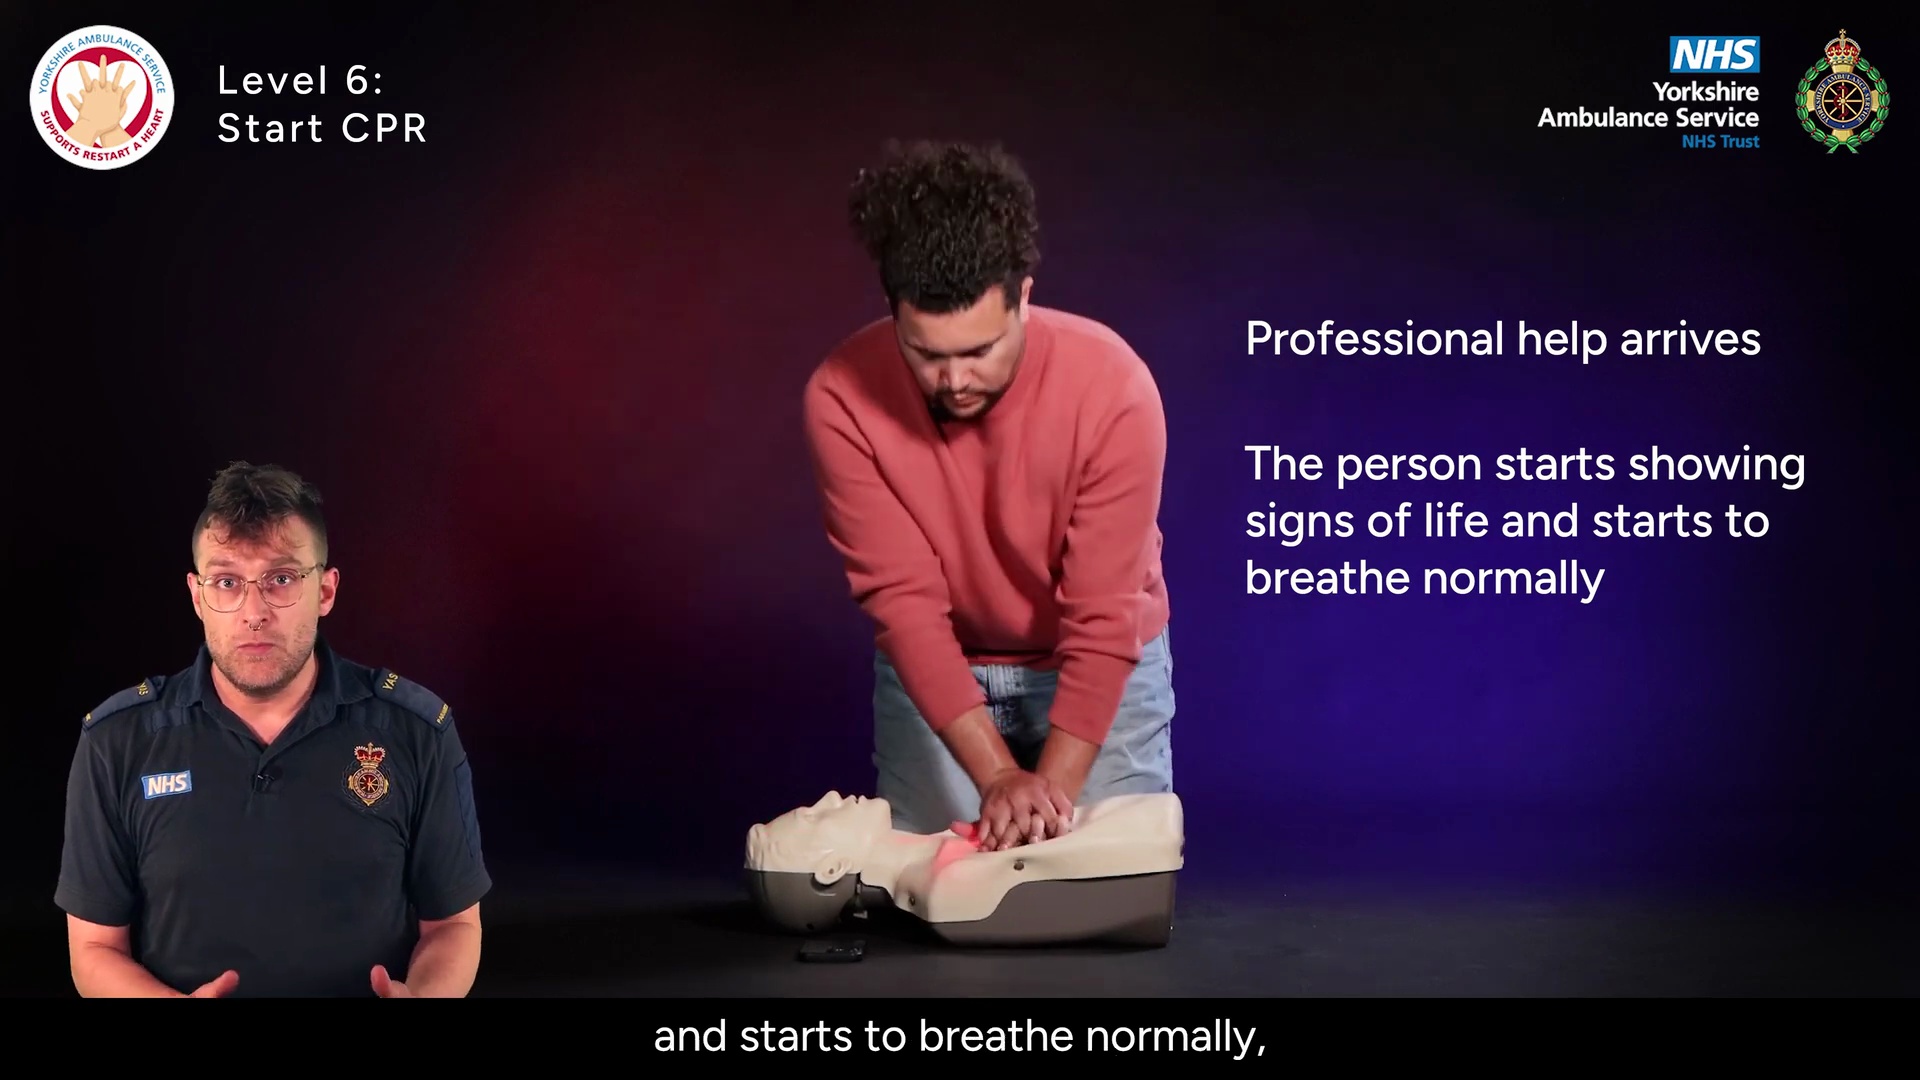 YORKSHIRE AMBULANCE SERVICE
SUPPORTS RESTART A HEART
Level 6:
Start CPR
NHS
Yorkshire
Ambulance Service
NHS Trust
Professional help arrives
The person starts showing
signs of life and starts to
breathe normally
YAS
YAS
NHS
and starts to breathe normally,